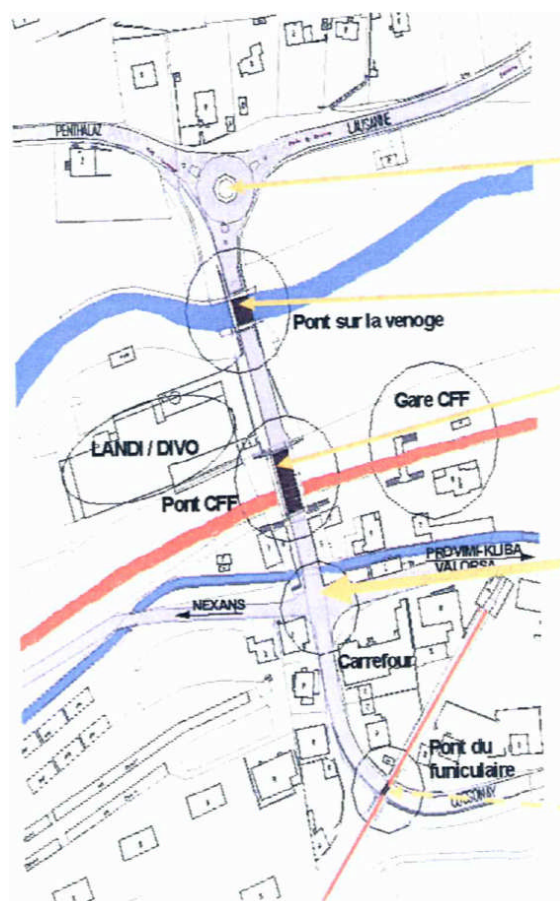 PENTHALAZ
LAUSANNE
Pont sur la venoge
Gare CFF
LANDI / DIVO
Pont CFF
PROVIMI-KLIBA
VALORSA
NEXANS
Carrefour
Pont du
funiculaire
COSSONAY